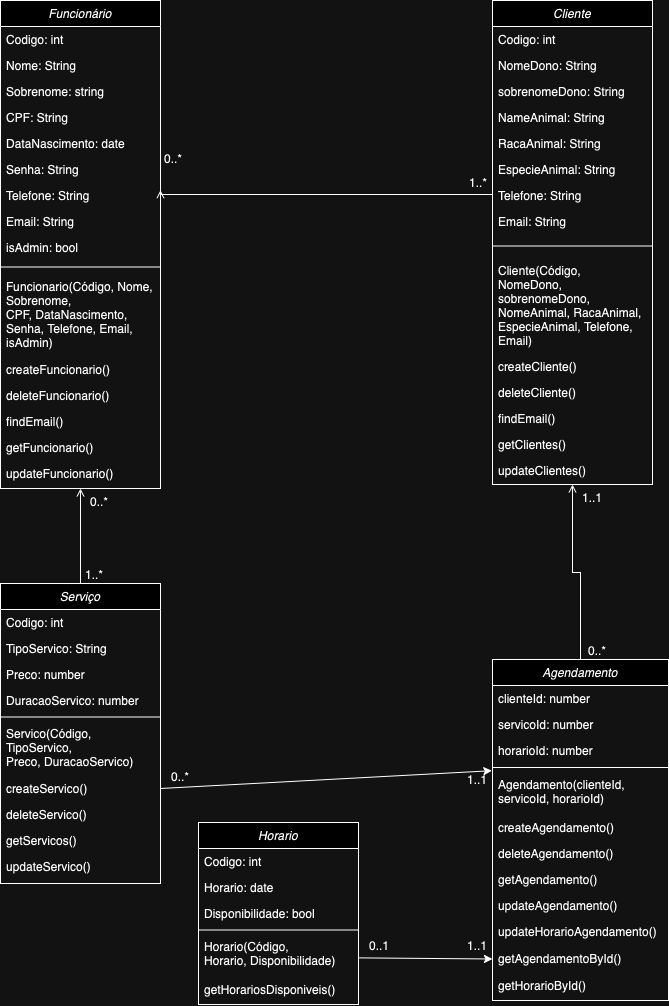 Funcionário
Codigo: int
Nome: String
Sobrenome: string
CPF: String
DataNascimento: date
Senha: String
Telefone: String
Email: String
isAdmin: bool
Funcionario(Código, Nome,
Sobrenome,
CPF, DataNascimento,
Senha, Telefone, Email,
isAdmin)
createFuncionario()
deleteFuncionario()
findEmail()
getFuncionario()
updateFuncionario()
0..*
1..*
Cliente
Codigo: int
NomeDono: String
sobrenomeDono: String
NameAnimal: String
RacaAnimal: String
EspecieAnimal: String
Telefone: String
Email: String
Cliente(Código,
NomeDono,
sobrenomeDono,
NomeAnimal, RacaAnimal,
EspecieAnimal, Telefone,
Email)
createCliente()
deleteCliente()
findEmail()
getClientes()
updateClientes()
0..*
1..*
1..1
0..*
Serviço
Codigo: int
TipoServico: String
Preco: number
DuracaoServico: number
Servico(Código,
TipoServico,
Preco, DuracaoServico)
createServico()
deleteServico()
getServicos()
updateServico()
0..*
1..1
Agendamento
clienteId: number
servicoId: number
horarioId: number
Agendamento(clienteId,
servicoId, horarioId)
createAgendamento()
deleteAgendamento()
getAgendamento()
updateAgendamento()
updateHorarioAgendamento()
getAgendamentoById()
getHorarioById()
Horario
Codigo: int
Horario: date
Disponibilidade: bool
Horario(Código,
Horario, Disponibilidade)
getHorariosDisponiveis()
0..1
1..1